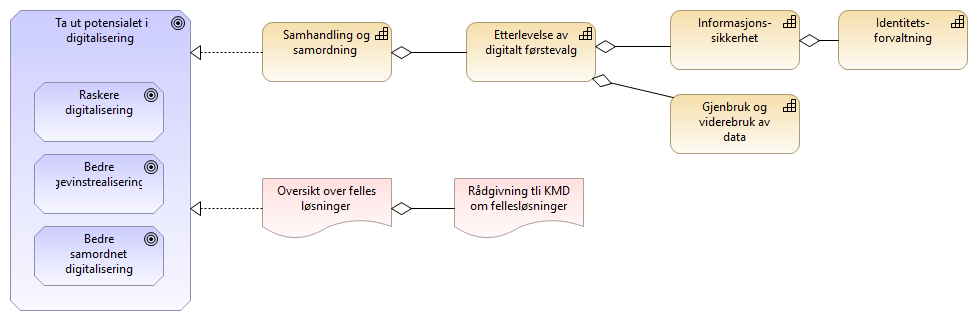 Ta ut potensialet i
digitalisering
Raskere
digitalisering
Bedre
gevinstrealisering
Bedre
samordnet
digitalisering
Samhandling og
samordning
Etterlevelse av
digitalt førstevalg
Informasjons-
sikkerhet
Identitets-
forvaltning
Gjenbruk og
viderebruk av
data
Oversikt over felles
løsninger
Rådgivning tli KMD
om fellesløsninger